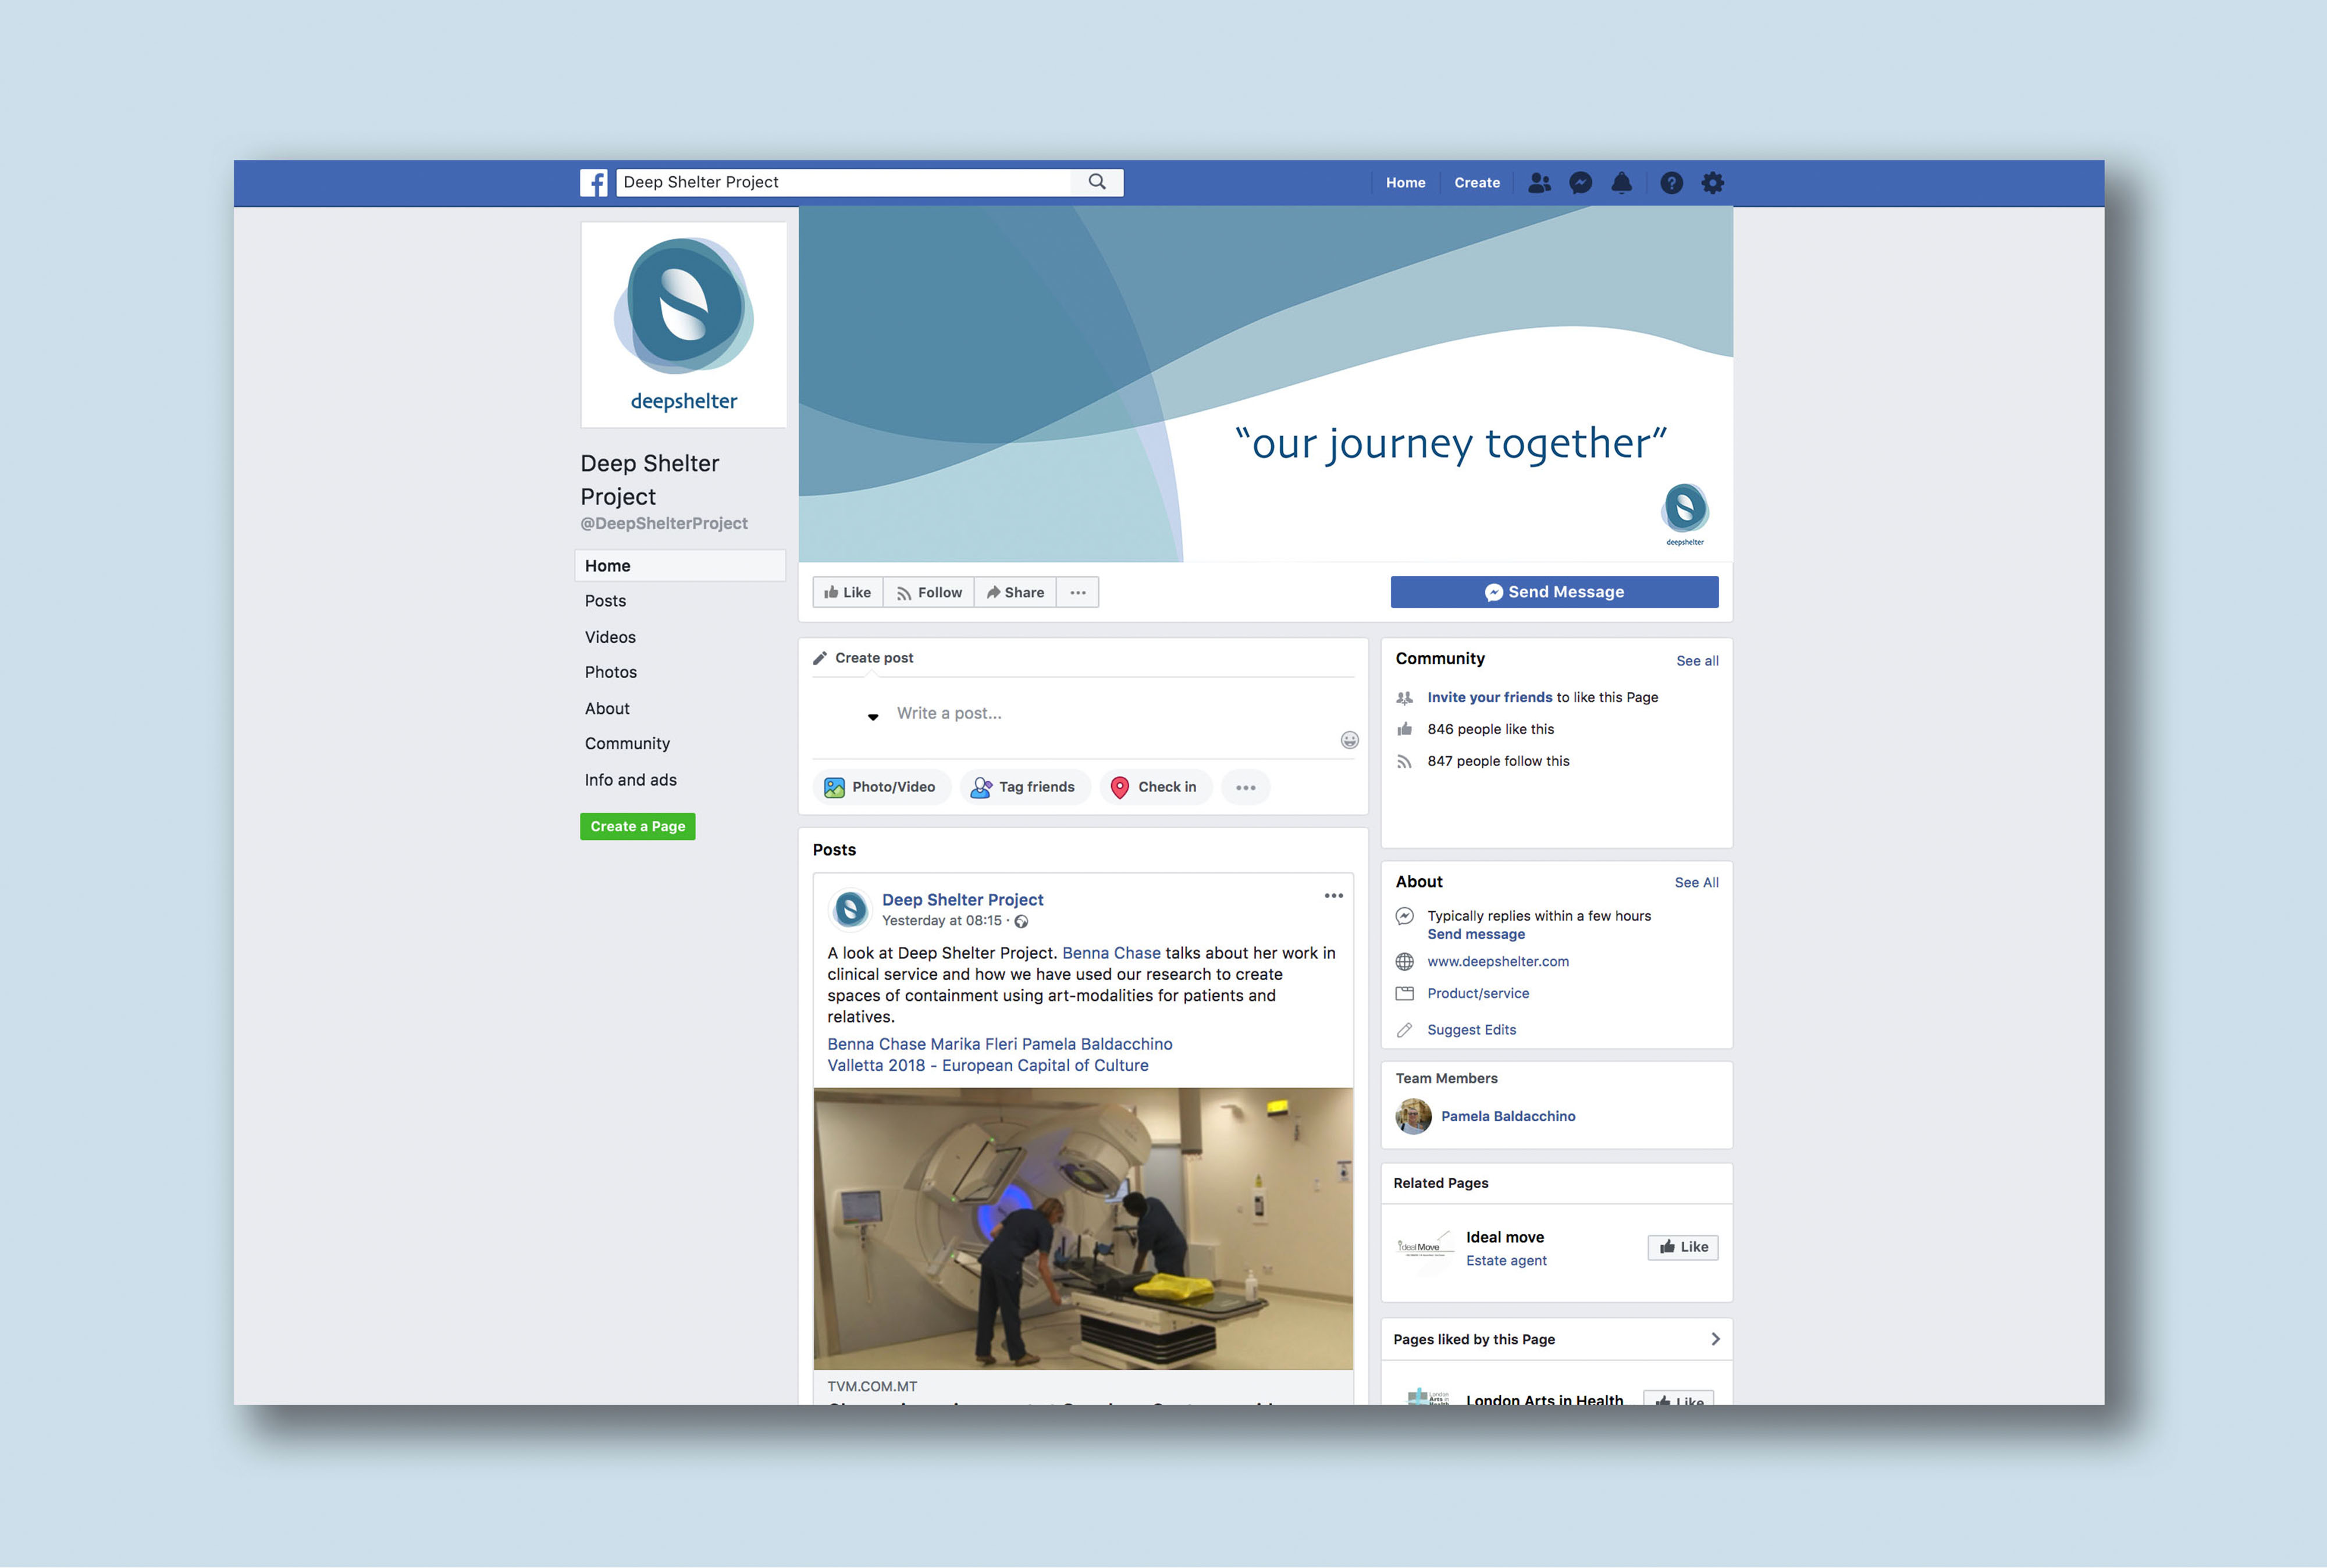 Deep Shelter Project
Home
Create
deepshelter
Deep Shelter
Project
@DeepShelterProject
Home
Posts
Videos
Photos
About
Community
Info and ads
Create a Page
“our journey together”
deepshelter
Like
Follow
Share
Send Message
Create post
Write a post...
Photo/Video
Tag friends
Check in
Posts
Deep Shelter Project
Yesterday at 08:15 ·
A look at Deep Shelter Project. Benna Chase talks about her work in
clinical service and how we have used our research to create
spaces of containment using art-modalities for patients and
relatives.
Benna Chase Marika Fleri Pamela Baldacchino
Valletta 2018 - European Capital of Culture
TVM.COM.MT
Community
See all
Invite your friends to like this Page
846 people like this
847 people follow this
About
See All
Typically replies within a few hours
Send message
www.deepshelter.com
Product/service
Suggest Edits
Team Members
Pamela Baldacchino
Related Pages
Ideal Move
Ideal move
Estate agent
Like
Pages liked by this Page
London
Arts in
Health
London Arts in Health
Like